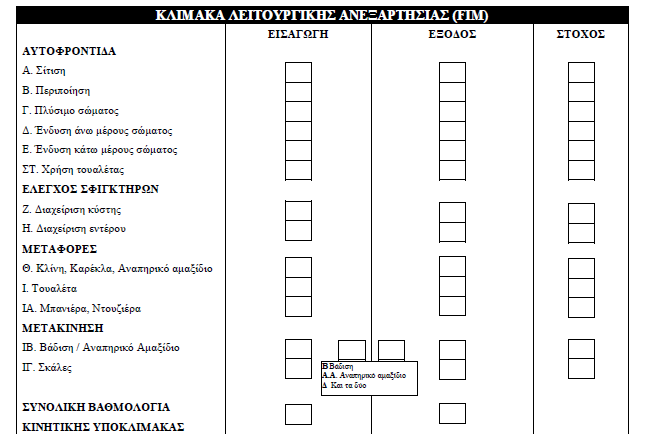 ΚΛΙΜΑΚΑ ΛΕΙΤΟΥΡΓΙΚΗΣ ΑΝΕΞΑΡΤΗΣΙΑΣ (FIM)
ΕΙΣΑΓΩΓΗ ΕΞΟΔΟΣ ΣΤΟΧΟΣ
ΑΥΤΟΦΡΟΝΤΙΔΑ
Α. Σίτιση
Β. Περιποίηση
Γ. Πλύσιμο σώματος
Δ. Ένδυση άνω μέρους σώματος
Ε. Ένδυση κάτω μέρους σώματος
ΣΤ. Χρήση τουαλέτας
ΕΛΕΓΧΟΣ ΣΦΙΓΚΤΗΡΩΝ
Ζ. Διαχείριση κύστης
Η. Διαχείριση εντέρου
ΜΕΤΑΦΟΡΕΣ
Θ. Κλίνη, Καρέκλα, Αναπηρικό αμαξίδιο
Ι. Τουαλέτα
ΙΑ. Μπανιέρα, Ντουζιέρα
ΜΕΤΑΚΙΝΗΣΗ
ΙΒ. Βάδιση / Αναπηρικό Αμαξίδιο
ΙΓ. Σκάλες
Β Βάδιση
Α.Α. Αναπηρικό αμαξίδιο
Δ Και τα δύο
ΣΥΝΟΛΙΚΗ ΒΑΘΜΟΛΟΓΙΑ
ΚΙΝΗΤΙΚΗΣ ΥΠΟΚΛΙΜΑΚΑΣ